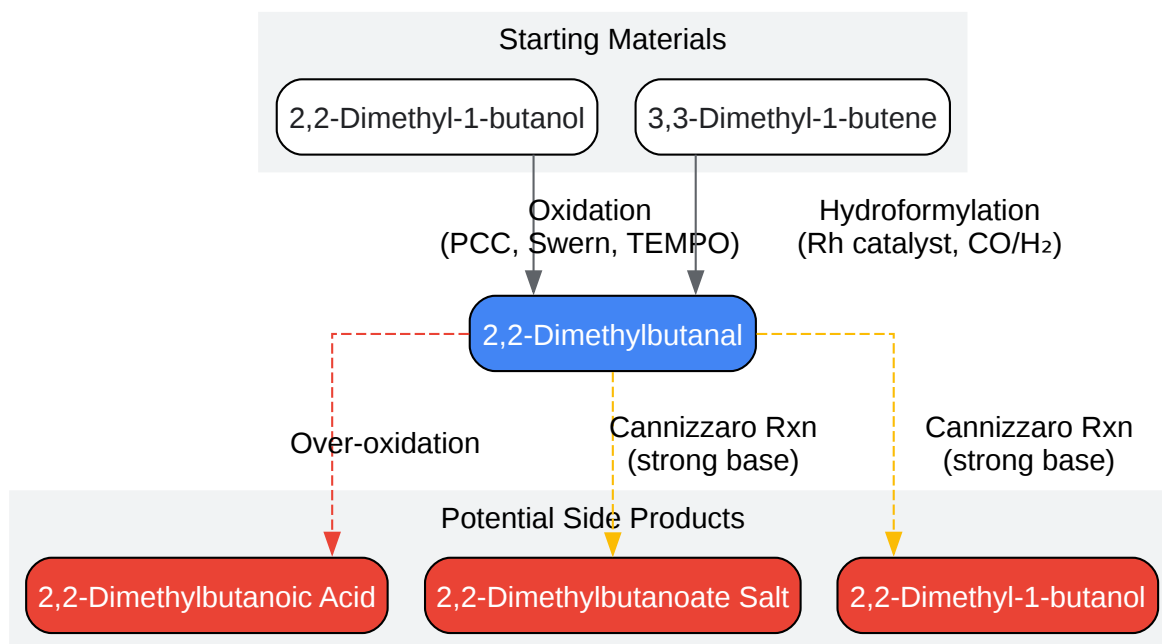 Starting Materials
2,2-Dimethyl-1-butanol
3,3-Dimethyl-1-butene
Oxidation
(PCC, Swern, TEMPO)
Hydroformylation
(Rh catalyst, CO/H₂)
2,2-Dimethylbutanal
Over-oxidation
Cannizzaro Rxn
(strong base)
Cannizzaro Rxn
(strong base)
Potential Side Products
2,2-Dimethylbutanoic Acid
2,2-Dimethylbutanoate Salt
2,2-Dimethyl-1-butanol